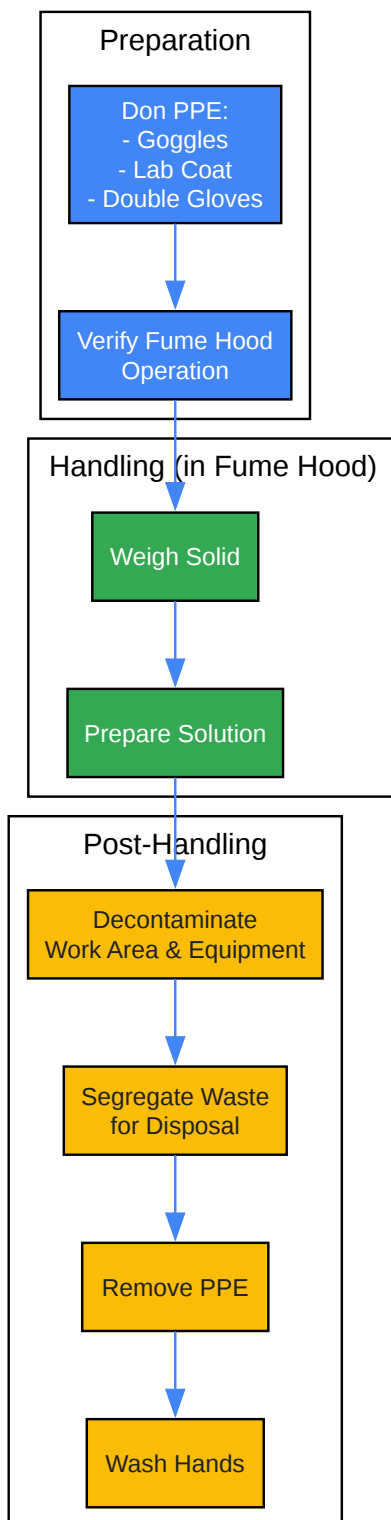 Preparation
Don PPE:
- Goggles
- Lab Coat
- Double Gloves
Verify Fume Hood
Operation
Handling (in Fume Hood)
Weigh Solid
Prepare Solution
Post-Handling
Decontaminate
Work Area & Equipment
Segregate Waste
for Disposal
Remove PPE
Wash Hands